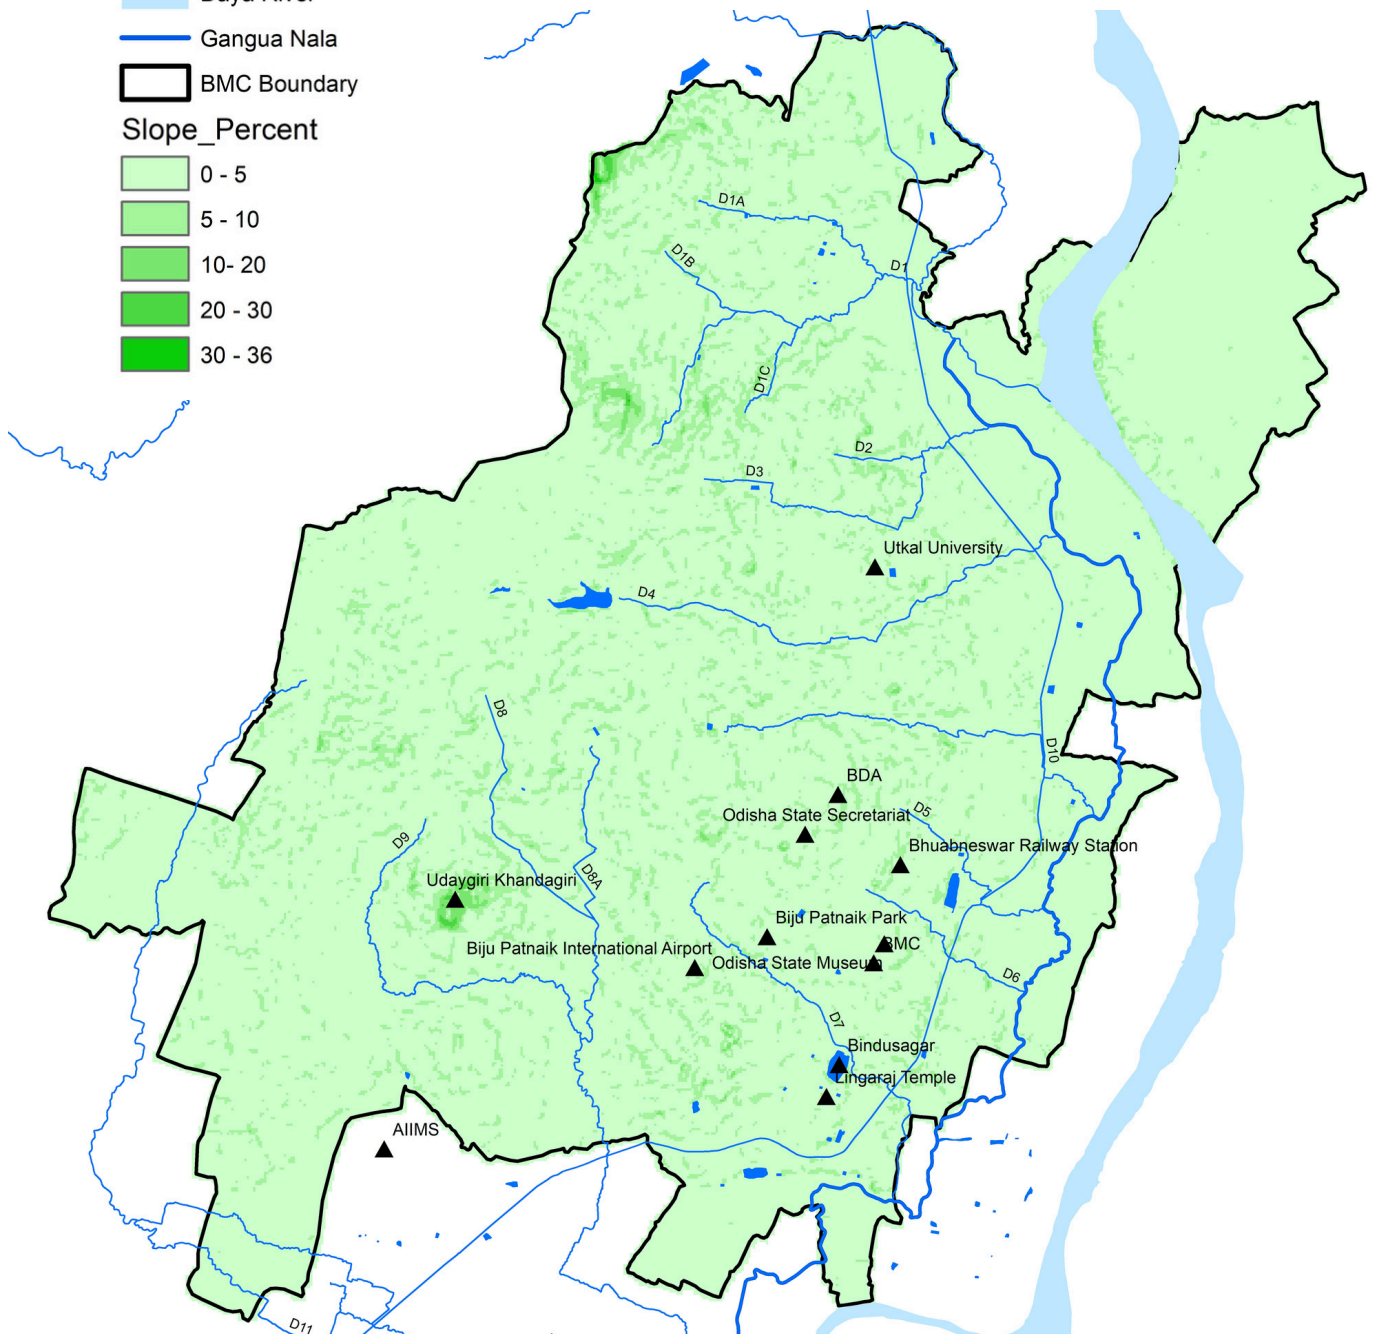 Daya River
Gangua Nala
BMC Boundary
Slope_Percent
0 - 5
5 - 10
10- 20
20 - 30
30 - 36
D1A
D1B
D1
D1C
D2
D3
Utkal University
D4
D8
D10
BDA
Odisha State Secretariat
D5
D9
Bhuabneswar Railway Station
D8A
Udaygiri Khandagiri
Biju Patnaik Park
Biju Patnaik International Airport
BMC
Odisha State Museum
D6
D7
Bindusagar
Lingaraj Temple
AIIMS
D11